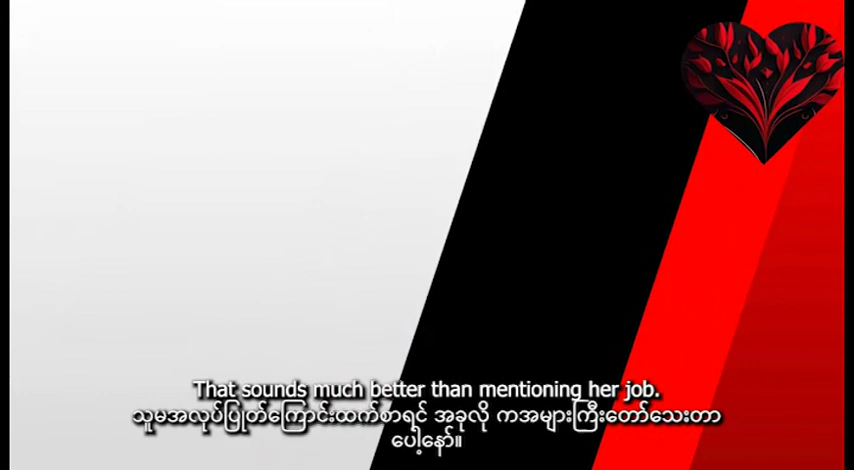 That sounds much better than mentioning her job.
သူမအလုပ်ပြုတ်ကြောင်းထက်စာရင် အခုလို ကအများကြီးတော်သေးတာ
ပေါ့နော်။